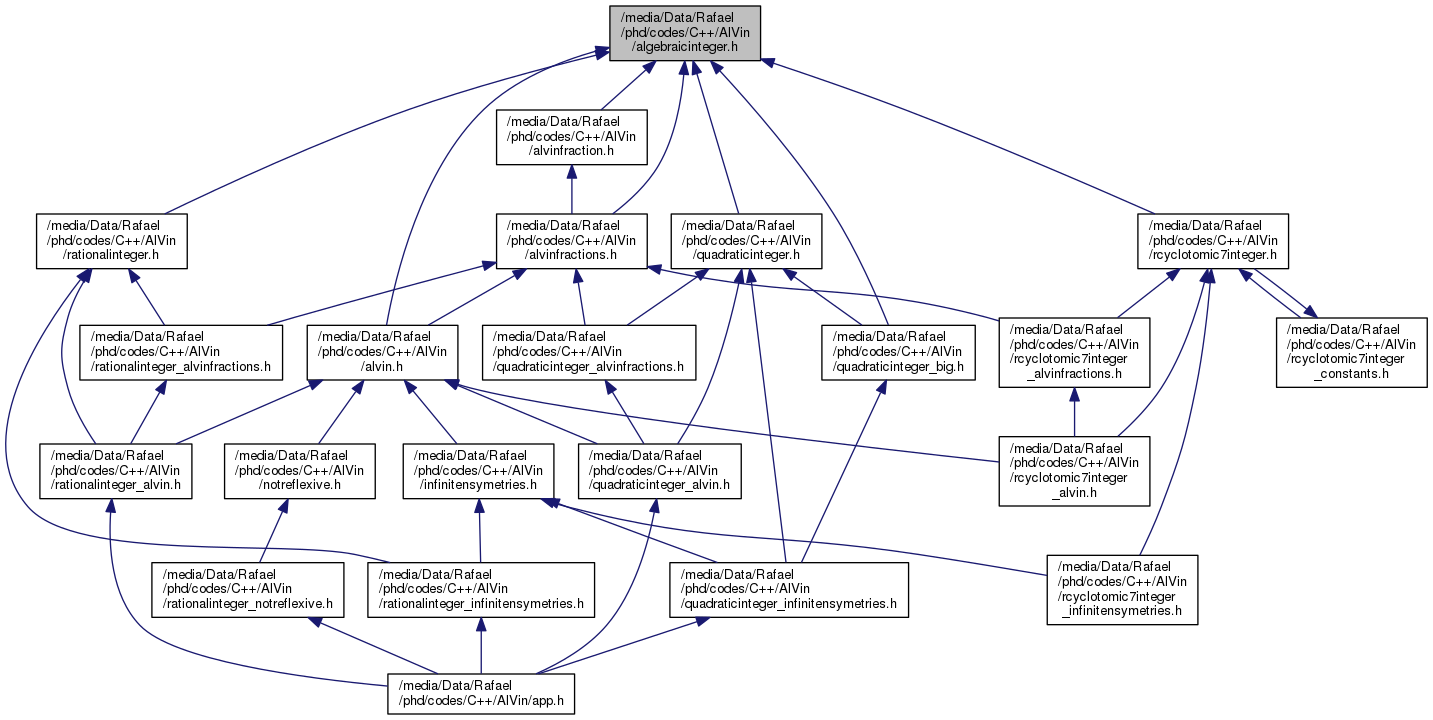 /media/Data/Rafael
/phd/codes/C++/AlVin
/algebraicinteger.h
/media/Data/Rafael
/phd/codes/C++/AlVin
/alvinfraction.h
/media/Data/Rafael
/phd/codes/C++/AlVin
/rationalinteger.h
/media/Data/Rafael
/phd/codes/C++/AlVin
/alvinfractions.h
/media/Data/Rafael
/phd/codes/C++/AlVin
/quadraticinteger.h
/media/Data/Rafael
/phd/codes/C++/AlVin
/rcyclotomic7integer.h
/media/Data/Rafael
/phd/codes/C++/AlVin
/rationalinteger_alvinfractions.h
/media/Data/Rafael
/phd/codes/C++/AlVin
/alvin.h
/media/Data/Rafael
/phd/codes/C++/AlVin
/quadraticinteger_alvinfractions.h
/media/Data/Rafael
/phd/codes/C++/AlVin
/quadraticinteger_big.h
/media/Data/Rafael
/phd/codes/C++/AlVin
/rcyclotomic7integer
_alvinfractions.h
/media/Data/Rafael
/phd/codes/C++/AlVin
/rcyclotomic7integer
_constants.h
/media/Data/Rafael
/phd/codes/C++/AlVin
/rationalinteger_alvin.h
/media/Data/Rafael
/phd/codes/C++/AlVin
/notreflexive.h
/media/Data/Rafael
/phd/codes/C++/AlVin
/infinitensymetries.h
/media/Data/Rafael
/phd/codes/C++/AlVin
/quadraticinteger_alvin.h
/media/Data/Rafael
/phd/codes/C++/AlVin
/rcyclotomic7integer
_alvin.h
/media/Data/Rafael
/phd/codes/C++/AlVin
/rationalinteger_notreflexive.h
/media/Data/Rafael
/phd/codes/C++/AlVin
/rationalinteger_infinitensymetries.h
/media/Data/Rafael
/phd/codes/C++/AlVin
/quadraticinteger_infinitensymetries.h
/media/Data/Rafael
/phd/codes/C++/AlVin
/rcyclotomic7integer
_infinitensymetries.h
/media/Data/Rafael
/phd/codes/C++/AlVin/app.h